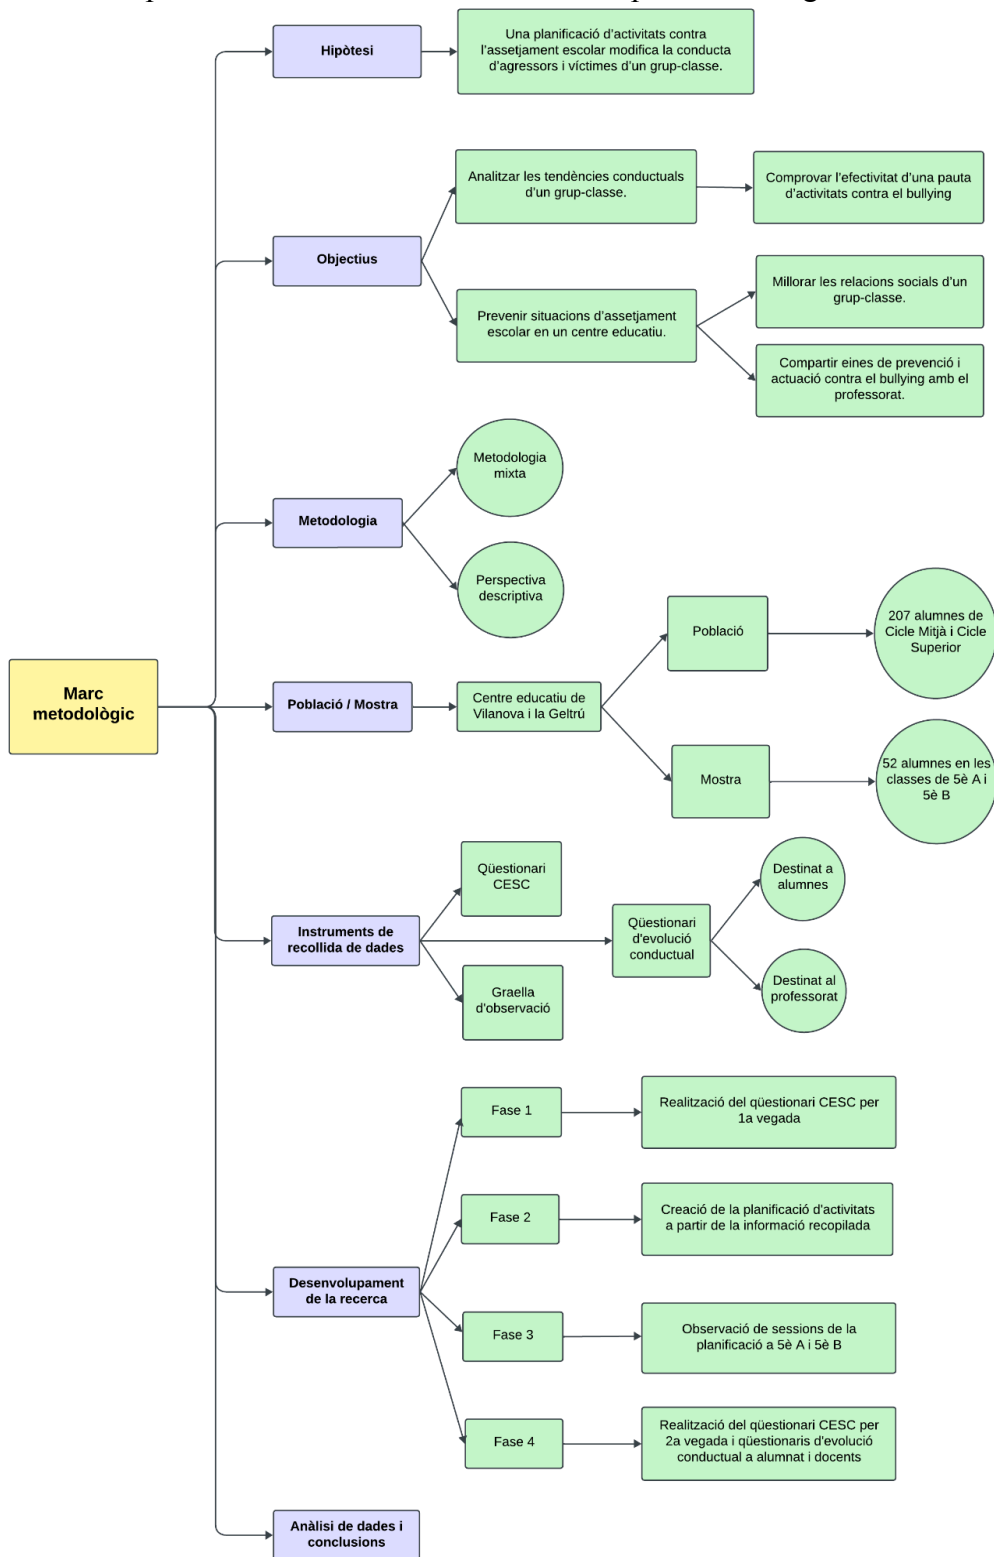 Hipòtesi
Una planificació d'activitats contra
l'assetjament escolar modifica la conducta
d'agressors i víctimes d'un grup-classe.
Objectius
Analitzar les tendències conductuals
d'un grup-classe.
Comprovar l'efectivitat d'una pauta
d'activitats contra el bullying
Prevenir situacions d'assetjament
escolar en un centre educatiu.
Millorar les relacions socials d'un
grup-classe.
Compartir eines de prevenció i
actuació contra el bullying amb el
professorat.
Metodologia
Metodologia
mixta
Perspectiva
descriptiva
Marc
metodològic
Població / Mostra
Centre educatiu de
Vilanova i la Geltrú
Població
207 alumnes de
Cicle Mitjà i Cicle
Superior
Mostra
52 alumnes en les
classes de 5è A i
5è B
Instruments de
recollida de dades
Qüestionari
CESC
Qüestionari
d'evolució
conductual
Destinat a
alumnes
Destinat al
professorat
Graella
d'observació
Desenvolupament
de la recerca
Fase 1
Realització del qüestionari CESC per
1a vegada
Fase 2
Creació de la planificació d'activitats
a partir de la informació recopilada
Fase 3
Observació de sessions de la
planificació a 5è A i 5è B
Fase 4
Realització del qüestionari CESC per
2a vegada i qüestionaris d'evolució
conductual a alumnat i docents
Anàlisi de dades i
conclusions